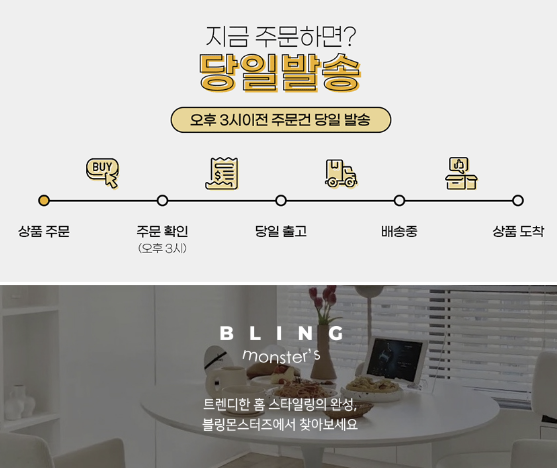 지금 주문하면?
당일발송
오후 3시이전 주문건 당일 발송
BUY
$
상품 주문
주문 확인
(오후 3시)
당일 출고
배송중
상품 도착
BLING
monster's
트렌디한 홈 스타일링의 완성,
블링몬스터즈에서 찾아보세요